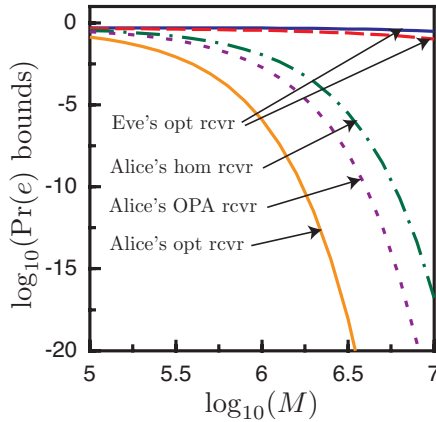 0
-5
-10
-15
-20
log₁₀(Pr(e) bounds)
Eve's opt rcvr
Alice's hom rcvr
Alice's OPA rcvr
Alice's opt rcvr
5 5.5 6 6.5 7
log₁₀(M)